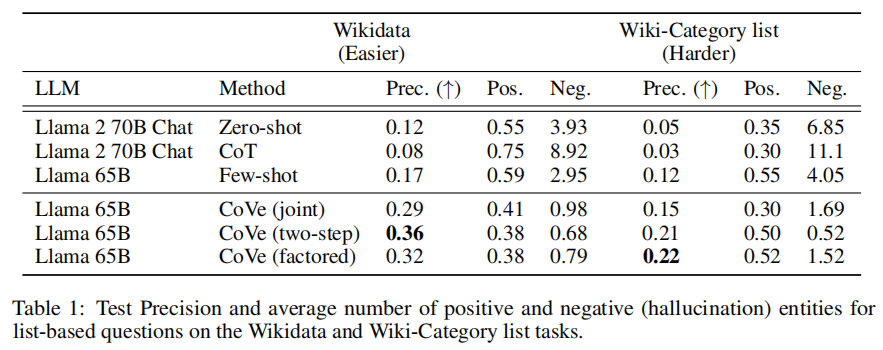 Wikidata Wiki-Category list
(Easier) (Harder)
LLM Method Prec. (↑) Pos. Neg. Prec. (↑) Pos. Neg.
Llama 2 70B Chat Zero-shot 0.12 0.55 3.93 0.05 0.35 6.85
Llama 2 70B Chat CoT 0.08 0.75 8.92 0.03 0.30 11.1
Llama 65B Few-shot 0.17 0.59 2.95 0.12 0.55 4.05
Llama 65B CoVe (joint) 0.29 0.41 0.98 0.15 0.30 1.69
Llama 65B CoVe (two-step) 0.36 0.38 0.68 0.21 0.50 0.52
Llama 65B CoVe (factored) 0.32 0.38 0.79 0.22 0.52 1.52
Table 1: Test Precision and average number of positive and negative (hallucination) entities for
list-based questions on the Wikidata and Wiki-Category list tasks.